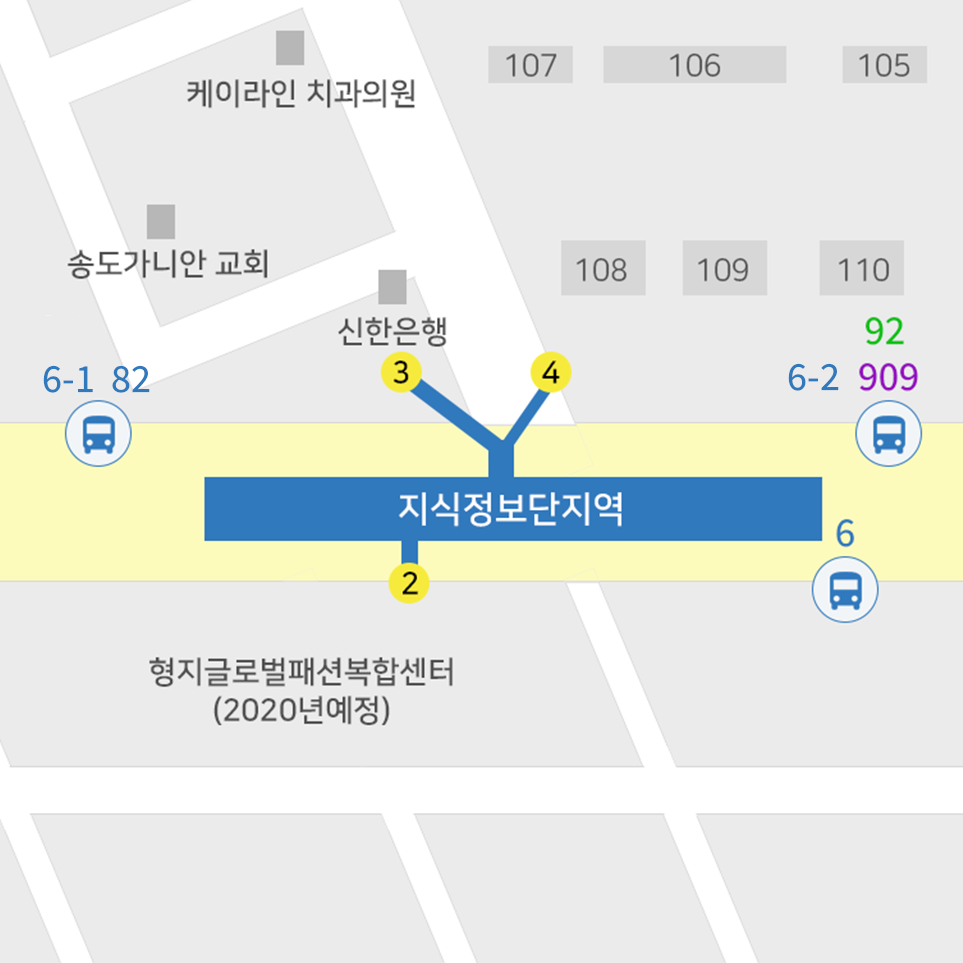 107 106 105
케이라인 치과의원
송도가니안 교회
108 109 110
신한은행
92
6-1 82
3
4
6-2 909
지식정보단지역
6
2
형지글로벌패션복합센터
(2020년예정)